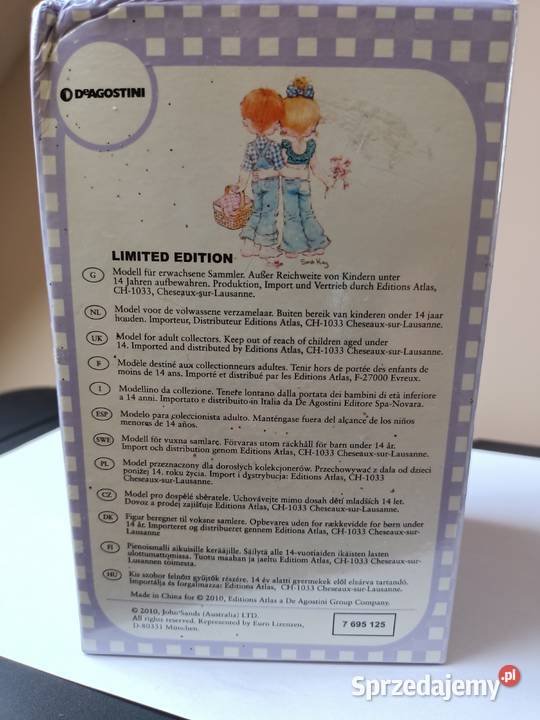 DeAGOSTINI
Sarah Kay
LIMITED EDITION
G Modell für erwachsene Sammler. Außer Reichweite von Kindern unter
14 Jahren aufbewahren. Produktion, Import und Vertrieb durch Editions Atlas,
CH-1033, Cheseaux-sur-Lausanne.
NL Model voor de volwassene verzamelaar. Buiten bereik van kinderen onder 14 jaar
houden. Importeur, Distributeur Editions Atlas, CH-1033 Cheseaux-sur-Lausanne.
UK Model for adult collectors. Keep out of reach of children aged under
14. Imported and distributed by Editions Atlas, CH-1033 Cheseaux-sur-Lausanne.
F Modèle destiné aux collectionneurs adultes. Tenir hors de portée des enfants de
moins de 14 ans. Importé et distribué par les Editions Atlas, F-27000 Evreux.
I Modellino da collezione. Tenere lontano dalla portata dei bambini di età inferiore
a 14 anni. Importato e distribuito in Italia da De Agostini Editore Spa-Novara.
ESP Modelo para coleccionista adulto. Manténgase fuera del alcance de los niños
menores de 14 años.
SWE Modell för vuxna samlare. Förvaras utom räckhåll för barn under 14 år.
Import och distribution genom Editions Atlas, CH-1033 Cheseaux-sur-Lausanne.
PL Model przeznaczony dla dorosłych kolekcjonerów. Przechowywać z dala od dzieci
poniżej 14. roku życia. Import i dystrybucja: Editions Atlas, CH-1033
Cheseaux-sur-Lausanne.
CZ Model pro dospělé sběratele. Uchovávejte mimo dosah dětí mladších 14 let.
Dovoz a prodej zajišťuje Editions Atlas, CH-1033 Cheseaux-sur-Lausanne.
DK Figur beregnet til voksne samlere. Opbevares uden for rækkevidde for børn under
14 år. Importeret og distribueret gennem Editions Atlas, CH-1033 Cheseaux-sur-
Lausanne
FI Pienoismalli aikuisille kerääjille. Säilytä alle 14-vuotiaiden ikäisten lasten
ulottumattomissa. Tuotu maahan ja jaeltu Editiom Atlas, CH-1033 Cheseaux-sur-
Lusannen toimesta.
HU Kis szobor felnőtt gyűjtők részére. 14 év alatti gyermekek elől elzárva tartandó.
Importálja és forgalmazza: Editions Atlas, CH-1033 Cheseaux-sur-Lausanne.
Made in China for © 2010, Editions Atlas a De Agostini Group Company.
© 2010, John Sands (Australia) LTD.
All rights reserved. Represented by Euro Lizenzen,
D-80331 München.
7 695 125
Sprzedajemy.pl